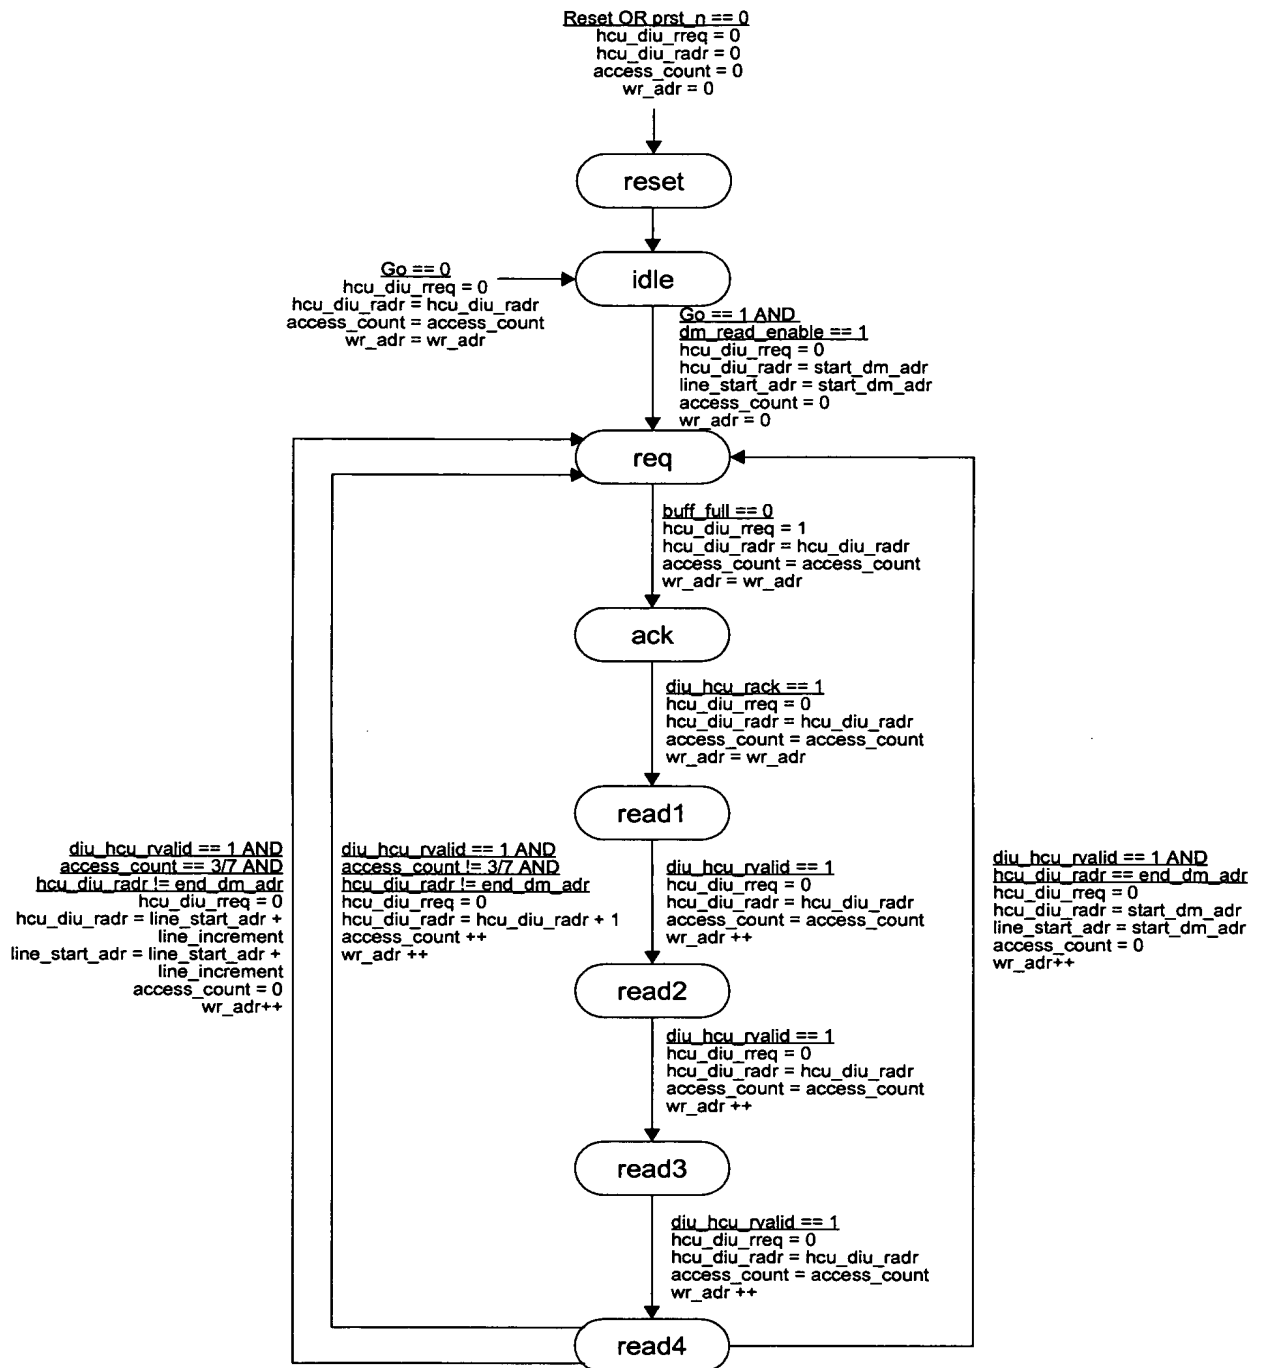 Reset OR prst_n == 0
hcu_diu_rreq = 0
hcu_diu_radr = 0
access_count = 0
wr_adr = 0
reset
idle
Go == 0
hcu_diu_rreq = 0
hcu_diu_radr = hcu_diu_radr
access_count = access_count
wr_adr = wr_adr
Go == 1 AND
dm_read_enable == 1
hcu_diu_rreq = 0
hcu_diu_radr = start_dm_adr
line_start_adr = start_dm_adr
access_count = 0
wr_adr = 0
req
buff_full == 0
hcu_diu_rreq = 1
hcu_diu_radr = hcu_diu_radr
access_count = access_count
wr_adr = wr_adr
ack
diu_hcu_rack == 1
hcu_diu_rreq = 0
hcu_diu_radr = hcu_diu_radr
access_count = access_count
wr_adr = wr_adr
read1
diu_hcu_rvalid == 1 AND
access_count == 3/7 AND
hcu_diu_radr != end_dm_adr
hcu_diu_rreq = 0
hcu_diu_radr = line_start_adr +
line_increment
line_start_adr = line_start_adr +
line_increment
access_count = 0
wr_adr++
diu_hcu_rvalid == 1 AND
access_count != 3/7 AND
hcu_diu_radr != end_dm_adr
hcu_diu_rreq = 0
hcu_diu_radr = hcu_diu_radr + 1
access_count ++
wr_adr ++
diu_hcu_rvalid == 1
hcu_diu_rreq = 0
hcu_diu_radr = hcu_diu_radr
access_count = access_count
wr_adr ++
diu_hcu_rvalid == 1 AND
hcu_diu_radr == end_dm_adr
hcu_diu_rreq = 0
hcu_diu_radr = start_dm_adr
line_start_adr = start_dm_adr
access_count = 0
wr_adr++
read2
diu_hcu_rvalid == 1
hcu_diu_rreq = 0
hcu_diu_radr = hcu_diu_radr
access_count = access_count
wr_adr ++
read3
diu_hcu_rvalid == 1
hcu_diu_rreq = 0
hcu_diu_radr = hcu_diu_radr
access_count = access_count
wr_adr ++
read4